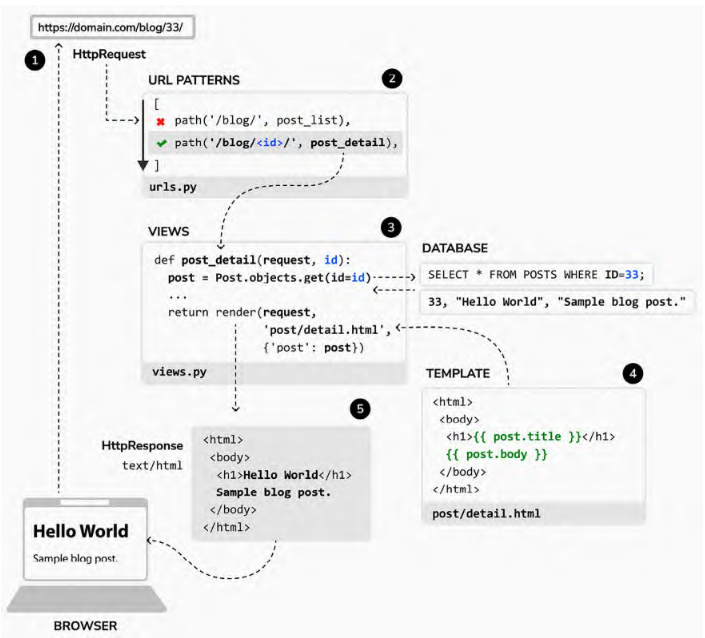 https://domain.com/blog/33/
1
HttpRequest
URL PATTERNS
2
[
path('/blog/', post_list),
path('/blog/<id>/', post_detail),
]
urls.py
VIEWS
3
def post_detail(request, id):
post = Post.objects.get(id=id)
...
return render(request,
'post/detail.html',
{'post': post})
views.py
DATABASE
SELECT * FROM POSTS WHERE ID=33;
33, "Hello World", "Sample blog post."
TEMPLATE
4
<html>
<body>
<h1>{{ post.title }}</h1>
{{ post.body }}
</body>
</html>
post/detail.html
5
HttpResponse
text/html
<html>
<body>
<h1>Hello World</h1>
Sample blog post.
</body>
</html>
Hello World
Sample blog post.
BROWSER